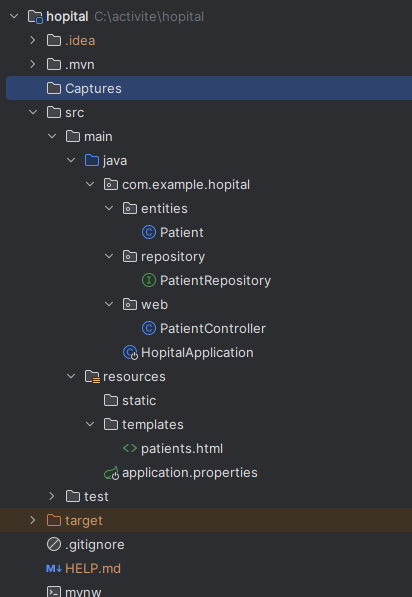 hopital C:\activite\hopital
.idea
.mvn
Captures
src
main
java
com.example.hopital
entities
C Patient
repository
I PatientRepository
web
C PatientController
HopitalApplication
resources
static
templates
<> patients.html
application.properties
test
target
.gitignore
M↓ HELP.md
mvnw